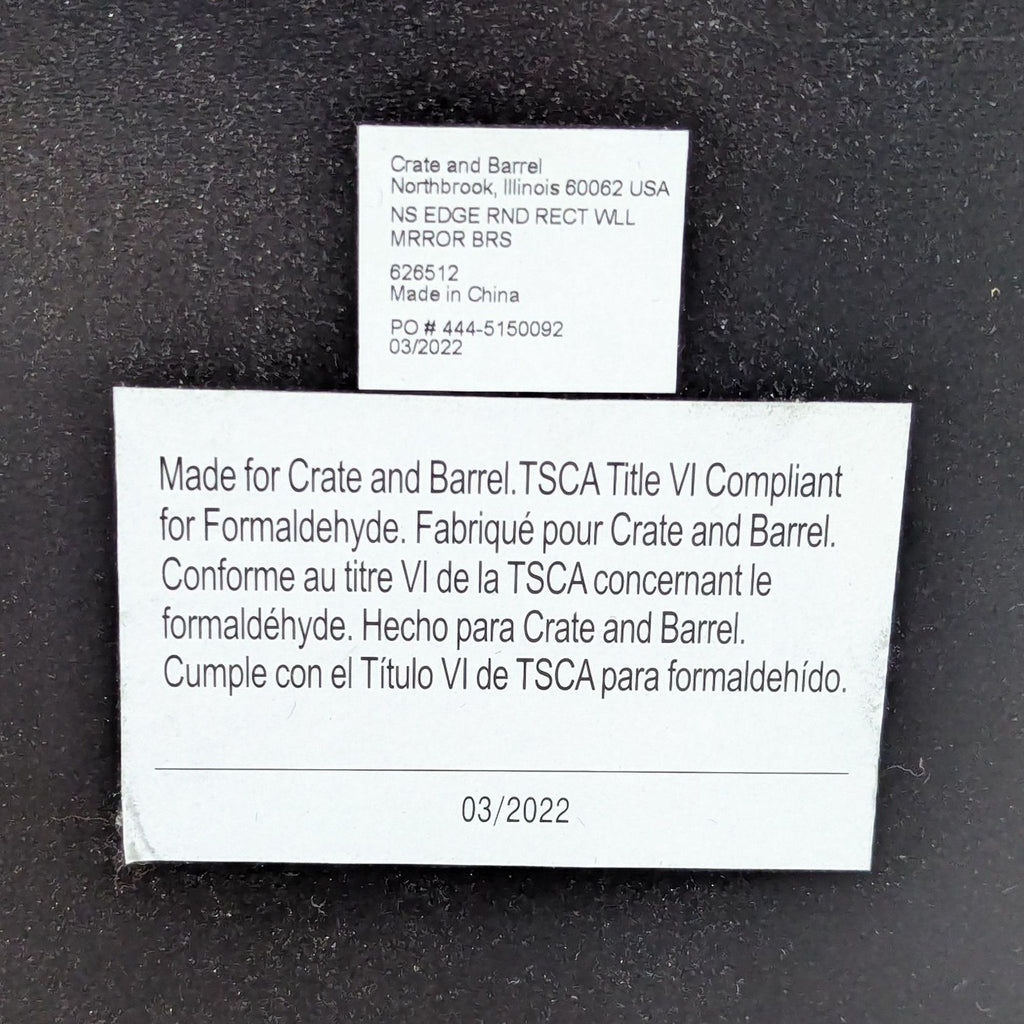 Crate and Barrel
Northbrook, Illinois 60062 USA
NS EDGE RND RECT WLL
MRROR BRS
626512
Made in China
PO # 444-5150092
03/2022
Made for Crate and Barrel.TSCA Title VI Compliant
for Formaldehyde. Fabriqué pour Crate and Barrel.
Conforme au titre VI de la TSCA concernant le
formaldéhyde. Hecho para Crate and Barrel.
Cumple con el Título VI de TSCA para formaldehído.
03/2022